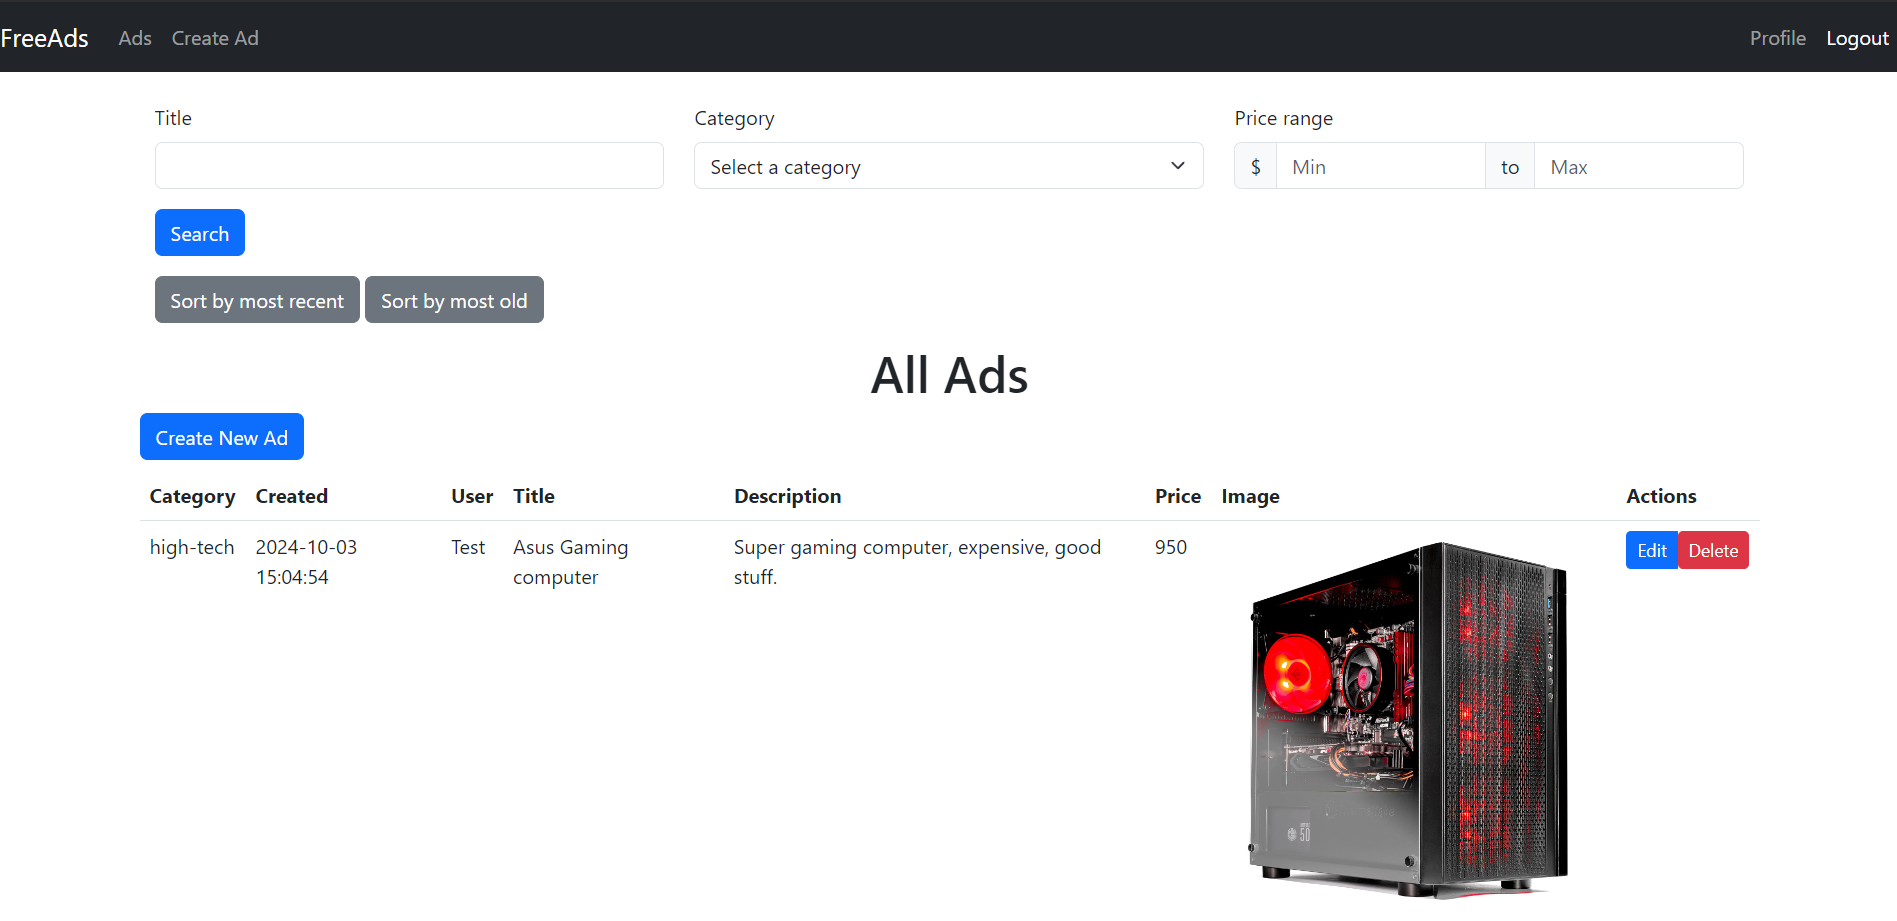 FreeAds Ads Create Ad Profile Logout
Title Category Price range
Select a category $ Min to Max
Search
Sort by most recent Sort by most old
All Ads
Create New Ad
Category Created User Title Description Price Image Actions
high-tech 2024-10-03 Test Asus Gaming Super gaming computer, expensive, good 950 Edit Delete
15:04:54 computer stuff.
50